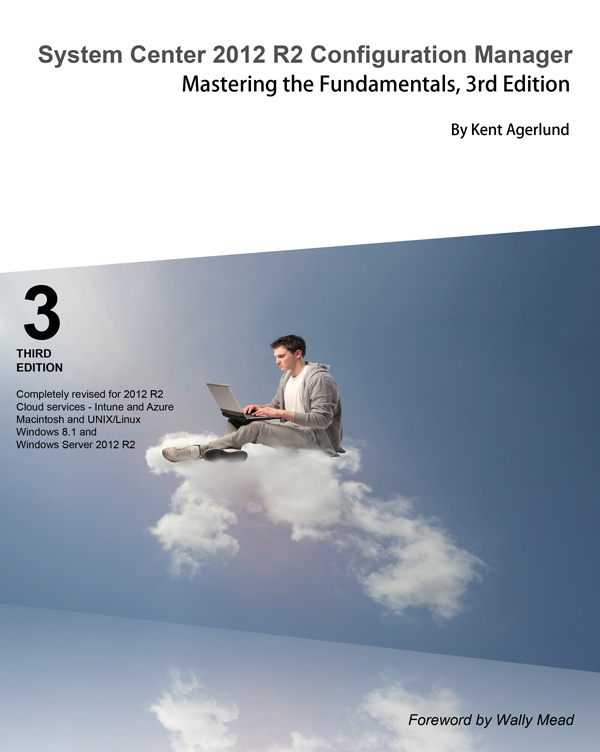 System Center 2012 R2 Configuration Manager
Mastering the Fundamentals, 3rd Edition
By Kent Agerlund
3
THIRD
EDITION
Completely revised for 2012 R2
Cloud services - Intune and Azure
Macintosh and UNIX/Linux
Windows 8.1 and
Windows Server 2012 R2
Foreword by Wally Mead